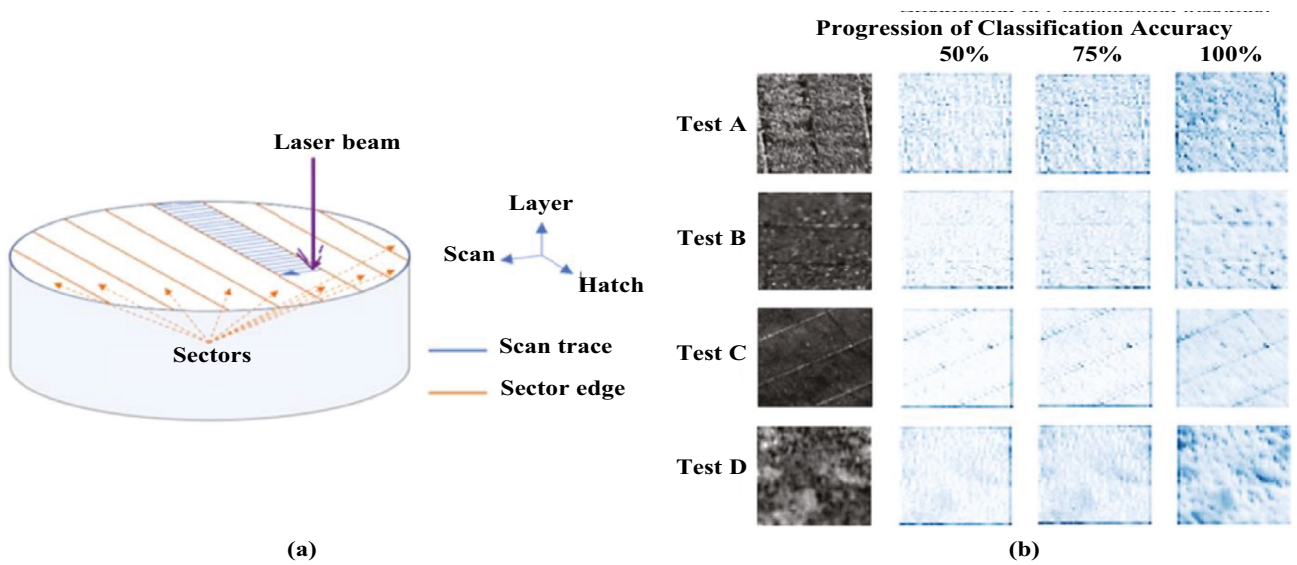 Laser beam
Layer
Scan
Hatch
Sectors
Scan trace
Sector edge
(a)
Progression of Classification Accuracy
50% 75% 100%
Test A
Test B
Test C
Test D
(b)